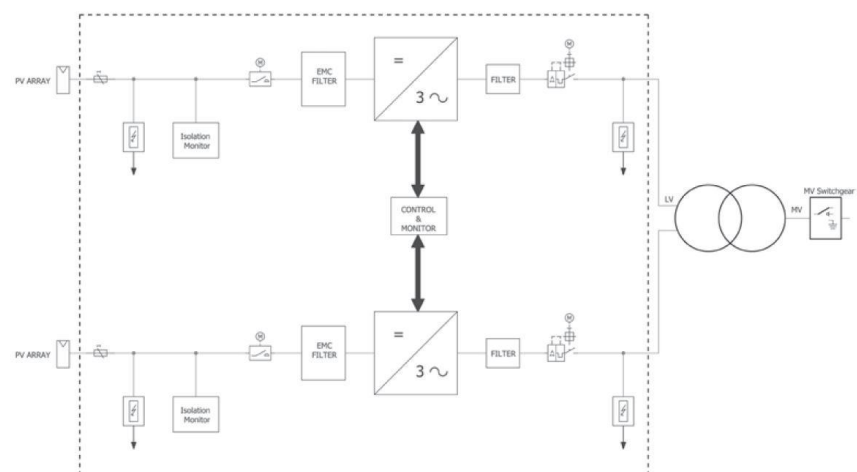 M
M
EMC
FILTER
=
3
FILTER
PV ARRAY
Isolation
Monitor
MV Switchgear
LV
CONTROL
&
MONITOR
MV
M
M
EMC
FILTER
=
3
FILTER
PV ARRAY
Isolation
Monitor